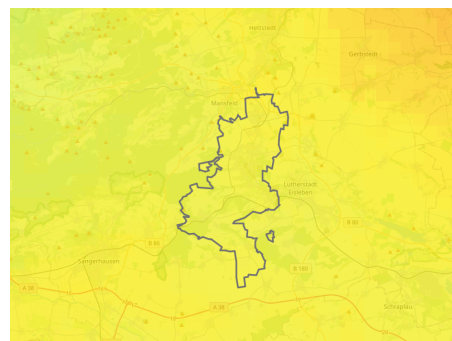 Hettstedt
Gerbstedt
Mansfeld
Lutherstadt
Eisleben
B 80
B 86
Sangerhausen
B 180
A 38
A 38
Schraplau